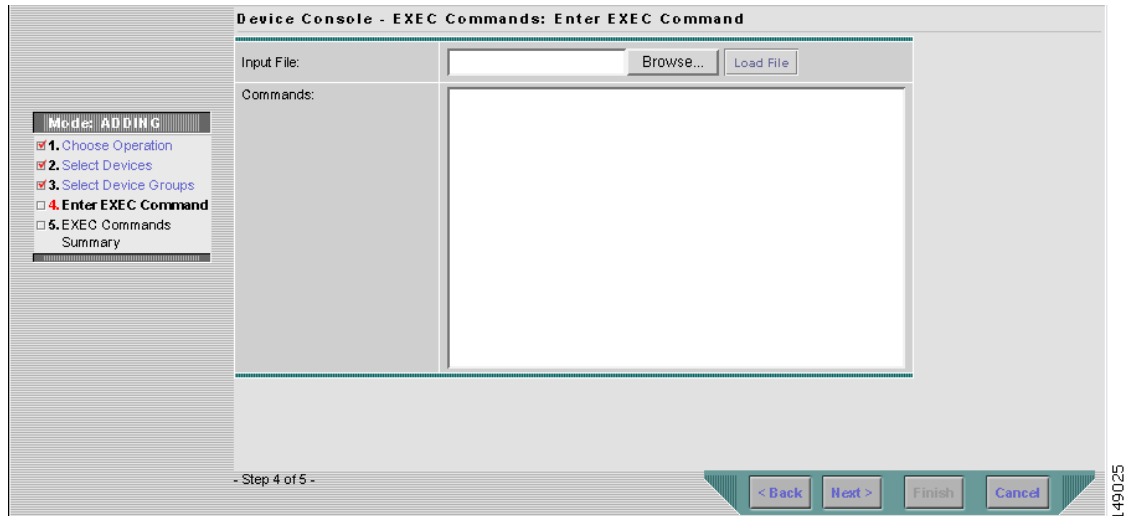 Device Console - EXEC Commands: Enter EXEC Command
Input File:
Browse...
Load File
Commands:
Mode: ADDING
1. Choose Operation
2. Select Devices
3. Select Device Groups
4. Enter EXEC Command
5. EXEC Commands
Summary
- Step 4 of 5 -
< Back
Next >
Finish
Cancel
149025